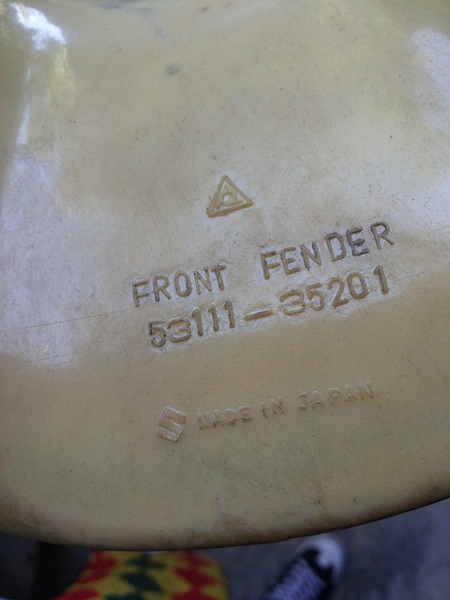 FRONT FENDER
53111-35201
MADE IN JAPAN